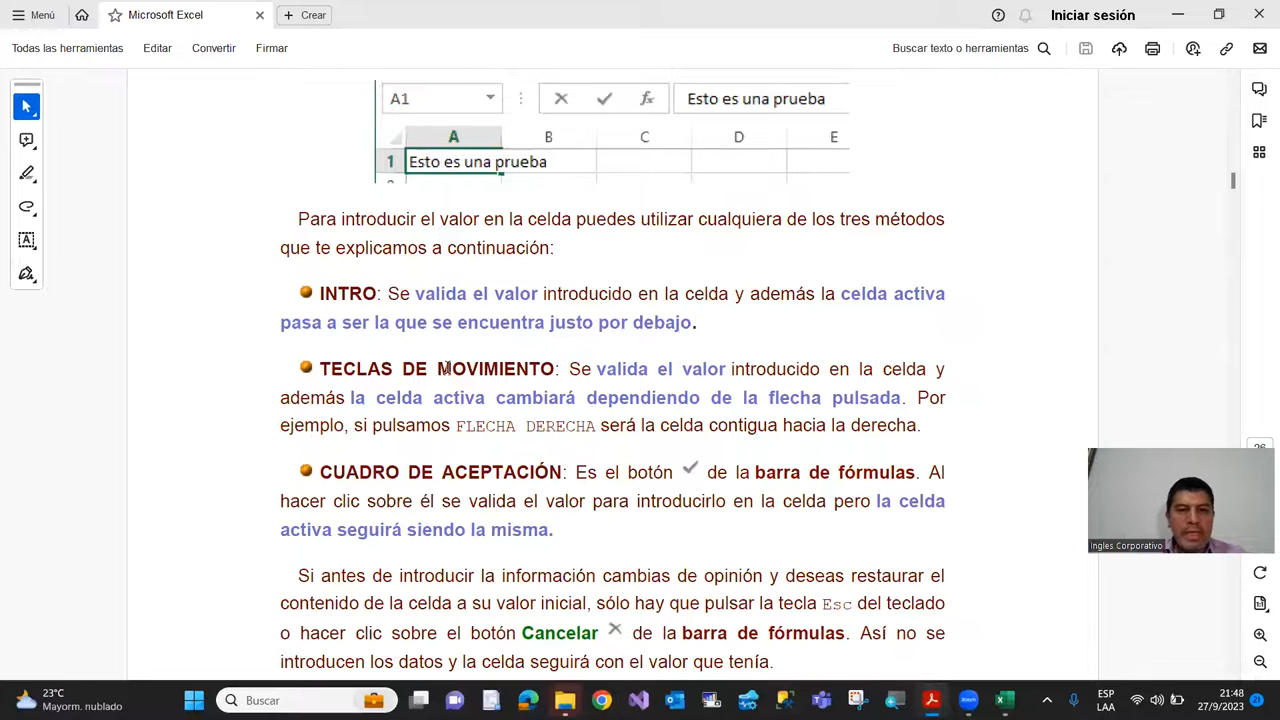 Menú
Microsoft Excel
Crear
Iniciar sesión
Todas las herramientas
Editar
Convertir
Firmar
Buscar texto o herramientas
A1
fx
Esto es una prueba
A B C D E
1 Esto es una prueba
Para introducir el valor en la celda puedes utilizar cualquiera de los tres métodos
que te explicamos a continuación:
INTRO: Se valida el valor introducido en la celda y además la celda activa
pasa a ser la que se encuentra justo por debajo.
TECLAS DE MOVIMIENTO: Se valida el valor introducido en la celda y
además la celda activa cambiará dependiendo de la flecha pulsada. Por
ejemplo, si pulsamos FLECHA DERECHA será la celda contigua hacia la derecha.
CUADRO DE ACEPTACIÓN: Es el botón de la barra de fórmulas. Al
hacer clic sobre él se valida el valor para introducirlo en la celda pero la celda
activa seguirá siendo la misma.
Si antes de introducir la información cambias de opinión y deseas restaurar el
contenido de la celda a su valor inicial, sólo hay que pulsar la tecla Esc del teclado
o hacer clic sobre el botón Cancelar de la barra de fórmulas. Así no se
introducen los datos y la celda seguirá con el valor que tenía.
Ingles Corporativo
23°C
Mayorm. nublado
Buscar
ESP
LAA
21:48
27/9/2023